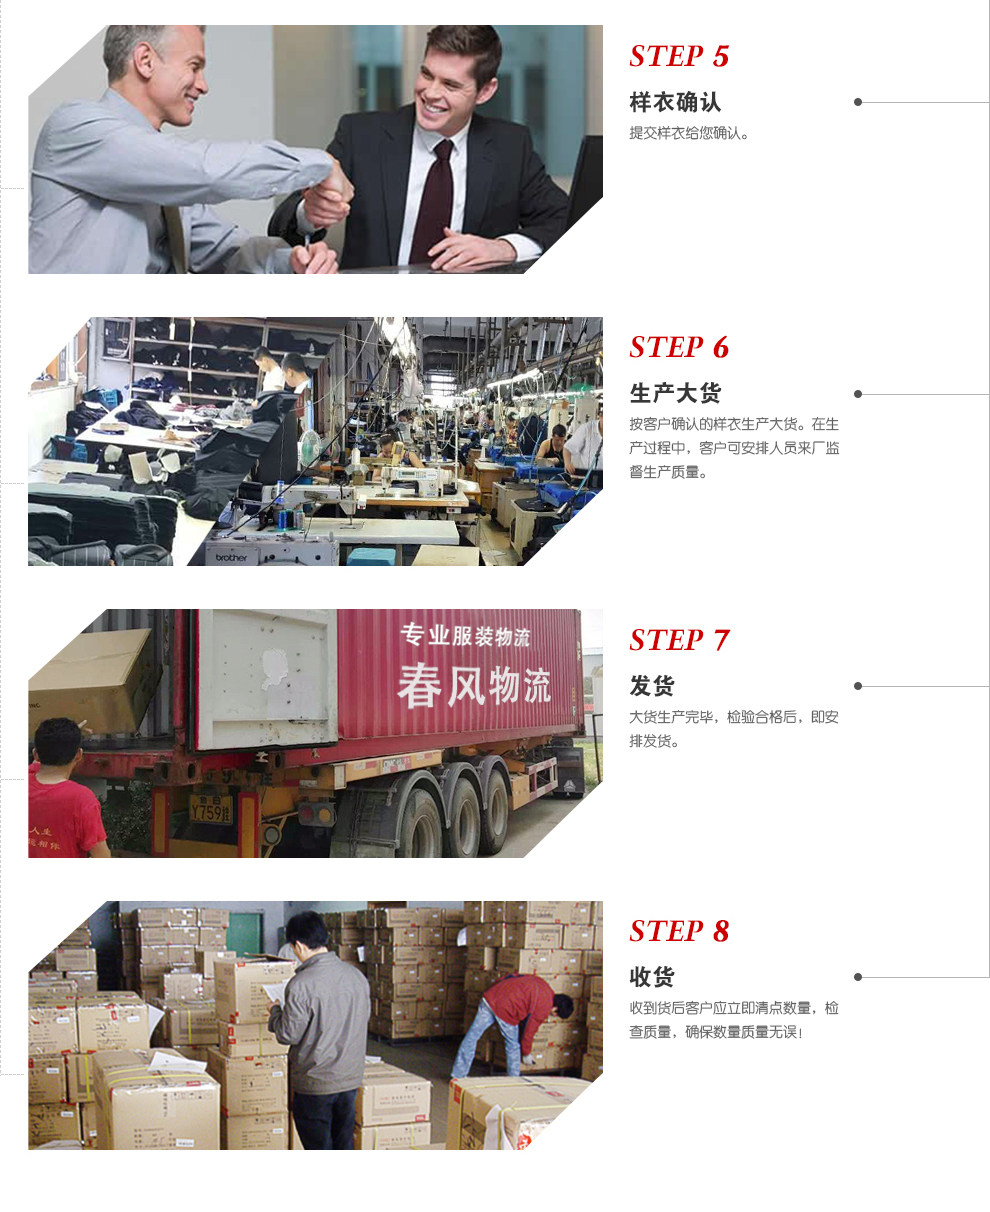 STEP 5
样衣确认
提交样衣给您确认。
STEP 6
生产大货
按客户确认的样衣生产大货。在生
产过程中，客户可安排人员来厂监
督生产质量。
brother
专业服装物流
春风物流
STEP 7
发货
大货生产完毕，检验合格后，即安
排发货。
Y759
人生
STEP 8
收货
收到货后客户应立即清点数量，检
查质量，确保数量质量无误！